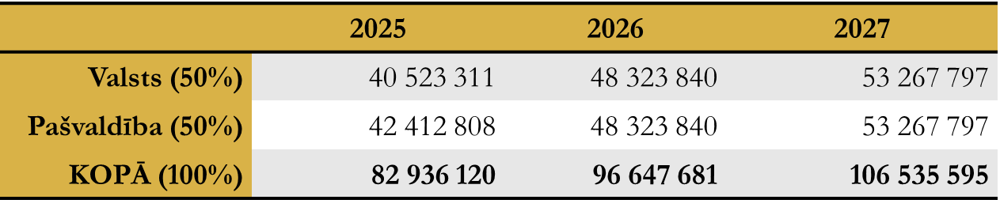 2025 2026 2027
Valsts (50%) 40 523 311 48 323 840 53 267 797
Pašvaldība (50%) 42 412 808 48 323 840 53 267 797
KOPĀ (100%) 82 936 120 96 647 681 106 535 595